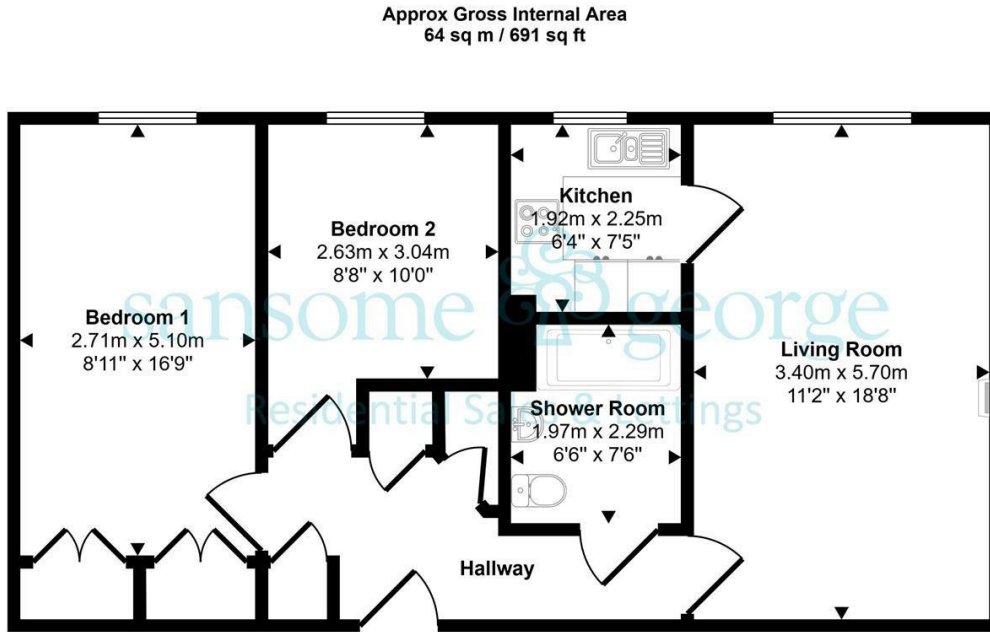 Approx Gross Internal Area
64 sq m / 691 sq ft
Kitchen
1.92m x 2.25m
6'4" x 7'5"
Bedroom 2
2.63m x 3.04m
8'8" x 10'0"
sansome & george
Bedroom 1
2.71m x 5.10m
8'11" x 16'9"
Living Room
3.40m x 5.70m
11'2" x 18'8"
Residential Sales & Lettings
Shower Room
1.97m x 2.29m
6'6" x 7'6"
Hallway